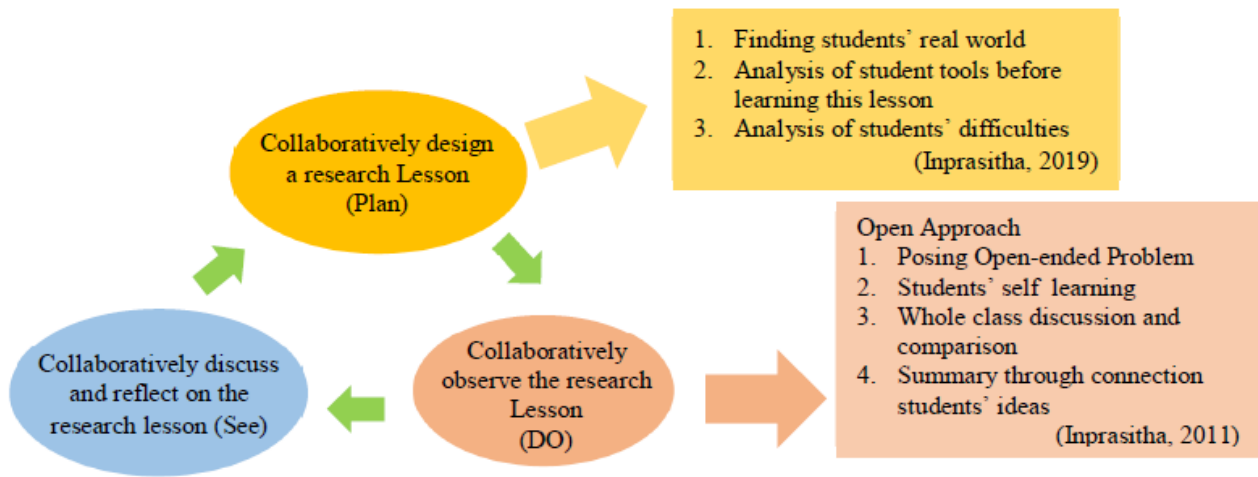 Collaboratively design
a research Lesson
(Plan)
1. Finding students’ real world
2. Analysis of student tools before
learning this lesson
3. Analysis of students’ difficulties
(Inprasitha, 2019)
Collaboratively discuss
and reflect on the
research lesson (See)
Collaboratively
observe the research
Lesson
(DO)
Open Approach
1. Posing Open-ended Problem
2. Students’ self learning
3. Whole class discussion and
comparison
4. Summary through connection
students’ ideas
(Inprasitha, 2011)